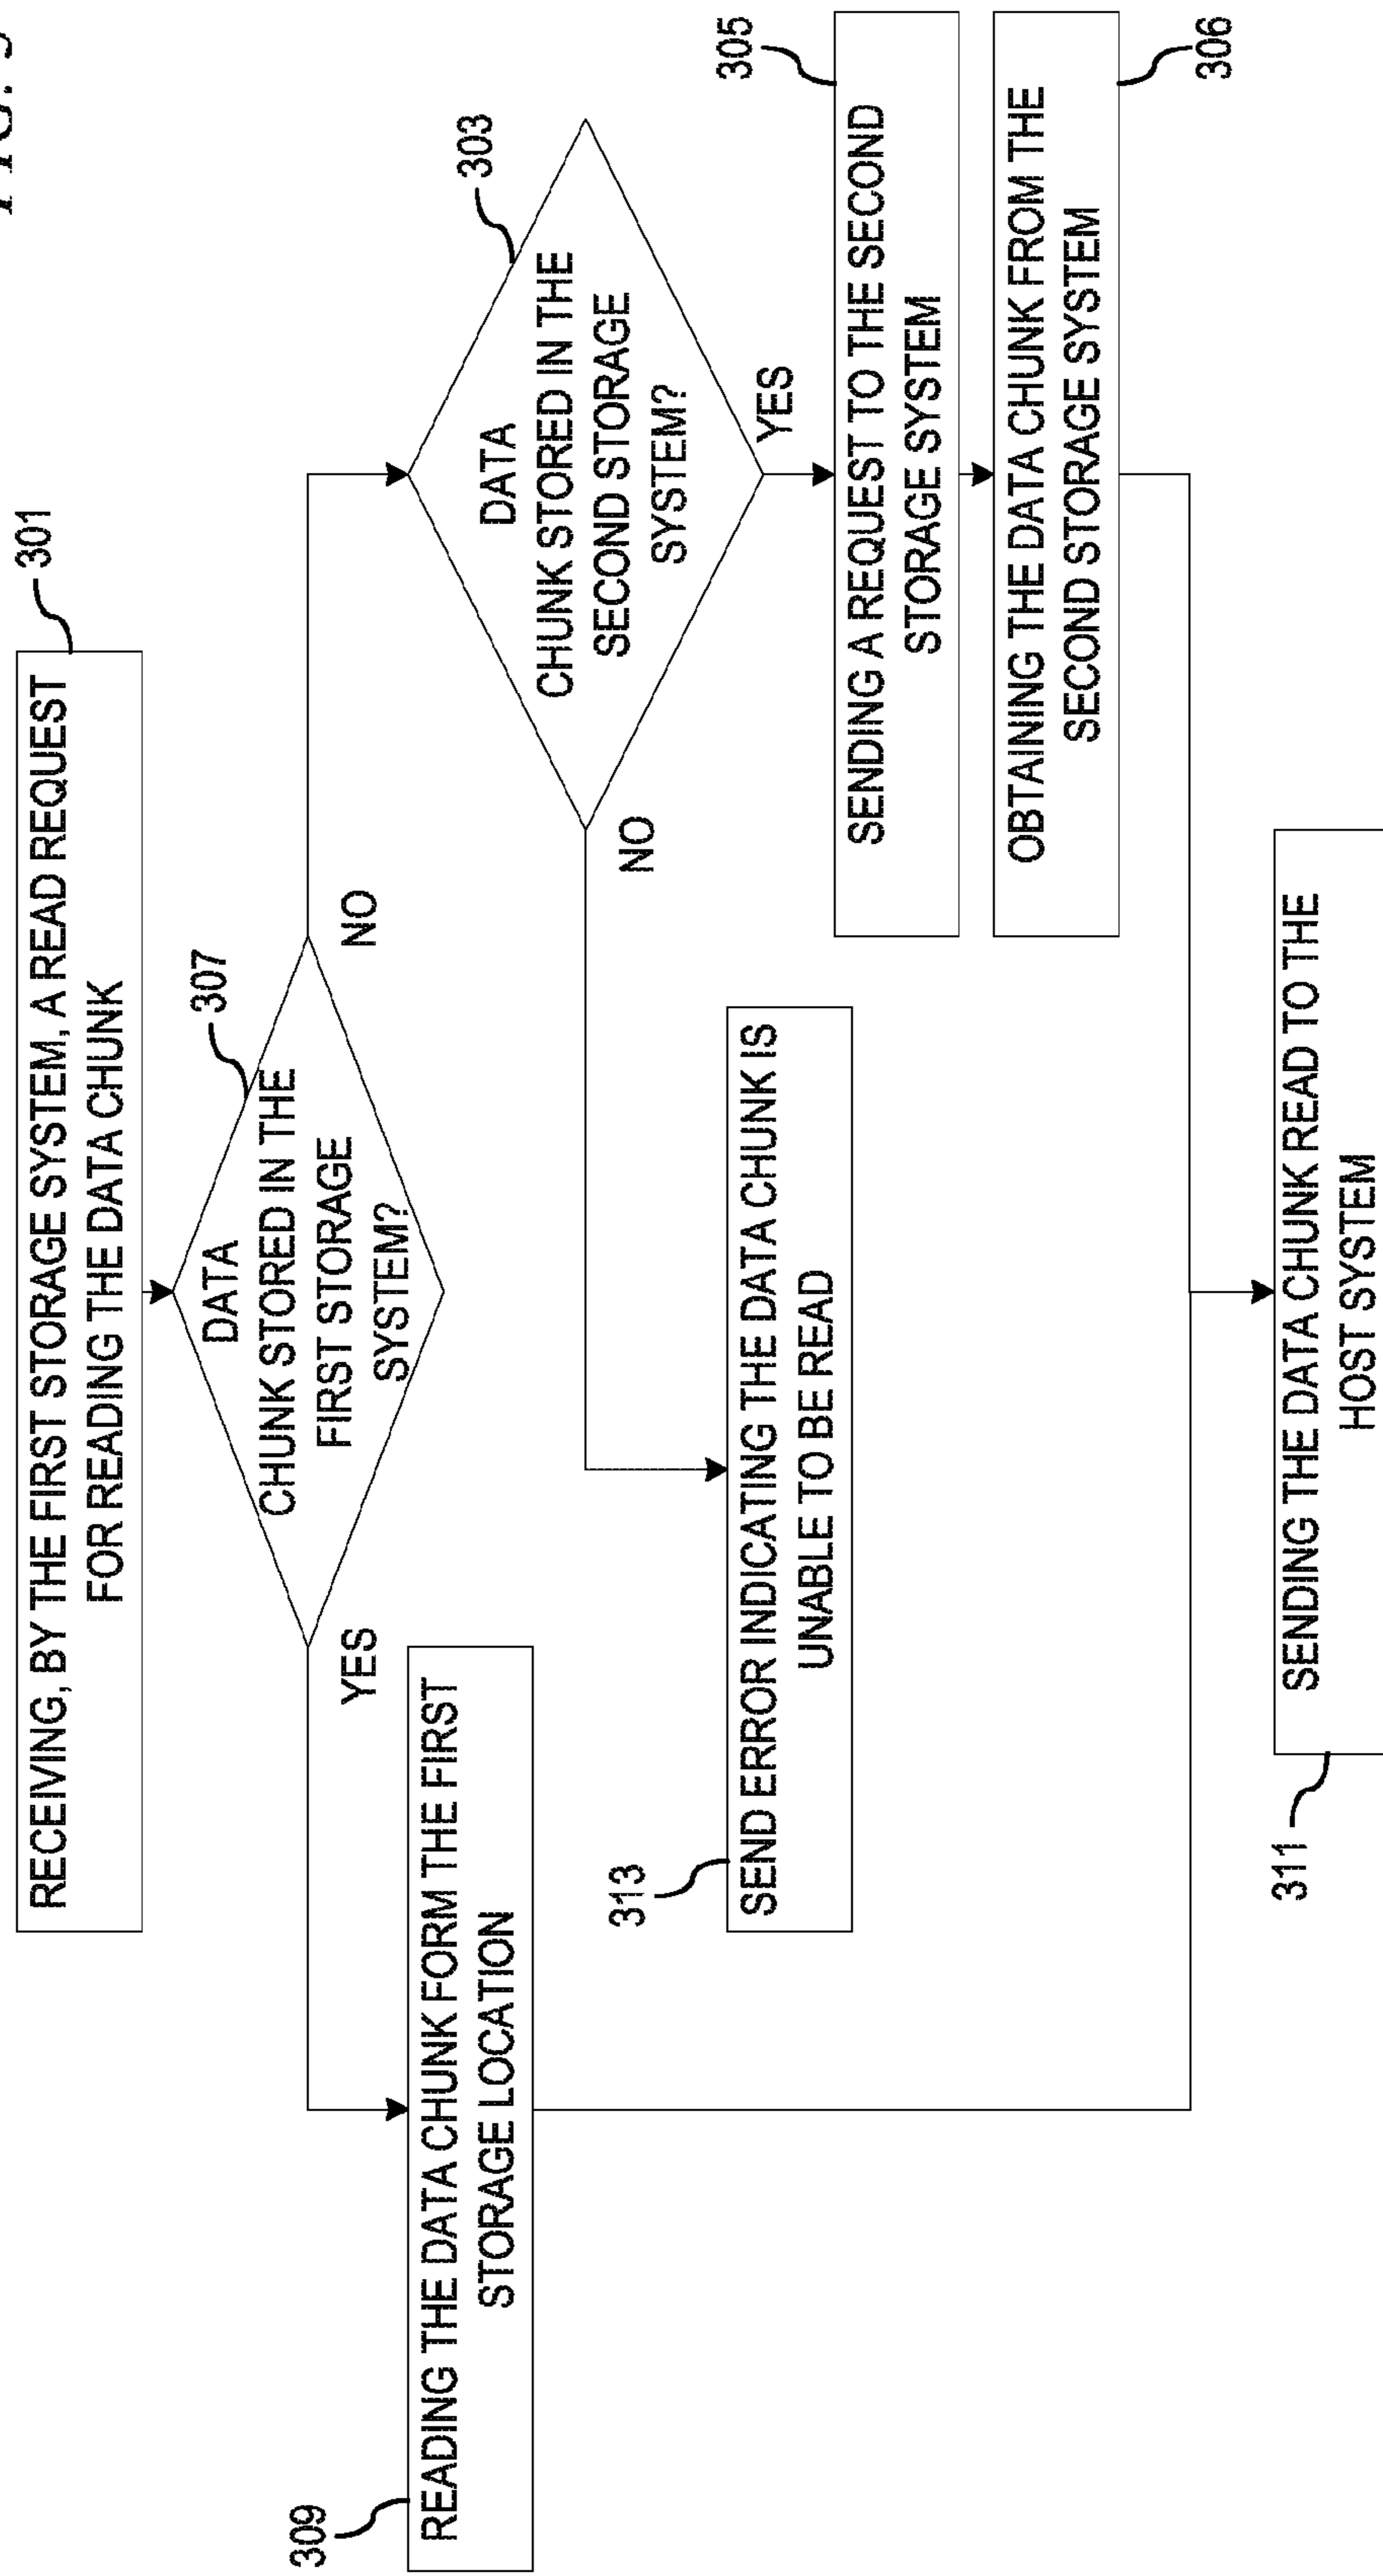 301
RECEIVING, BY THE FIRST STORAGE SYSTEM, A READ REQUEST
FOR READING THE DATA CHUNK
307
DATA
CHUNK STORED IN THE
FIRST STORAGE
SYSTEM?
YES
NO
303
DATA
CHUNK STORED IN THE
SECOND STORAGE
SYSTEM?
NO
YES
309
READING THE DATA CHUNK FORM THE FIRST
STORAGE LOCATION
313
SEND ERROR INDICATING THE DATA CHUNK IS
UNABLE TO BE READ
305
SENDING A REQUEST TO THE SECOND
STORAGE SYSTEM
OBTAINING THE DATA CHUNK FROM THE
SECOND STORAGE SYSTEM
306
311
SENDING THE DATA CHUNK READ TO THE
HOST SYSTEM